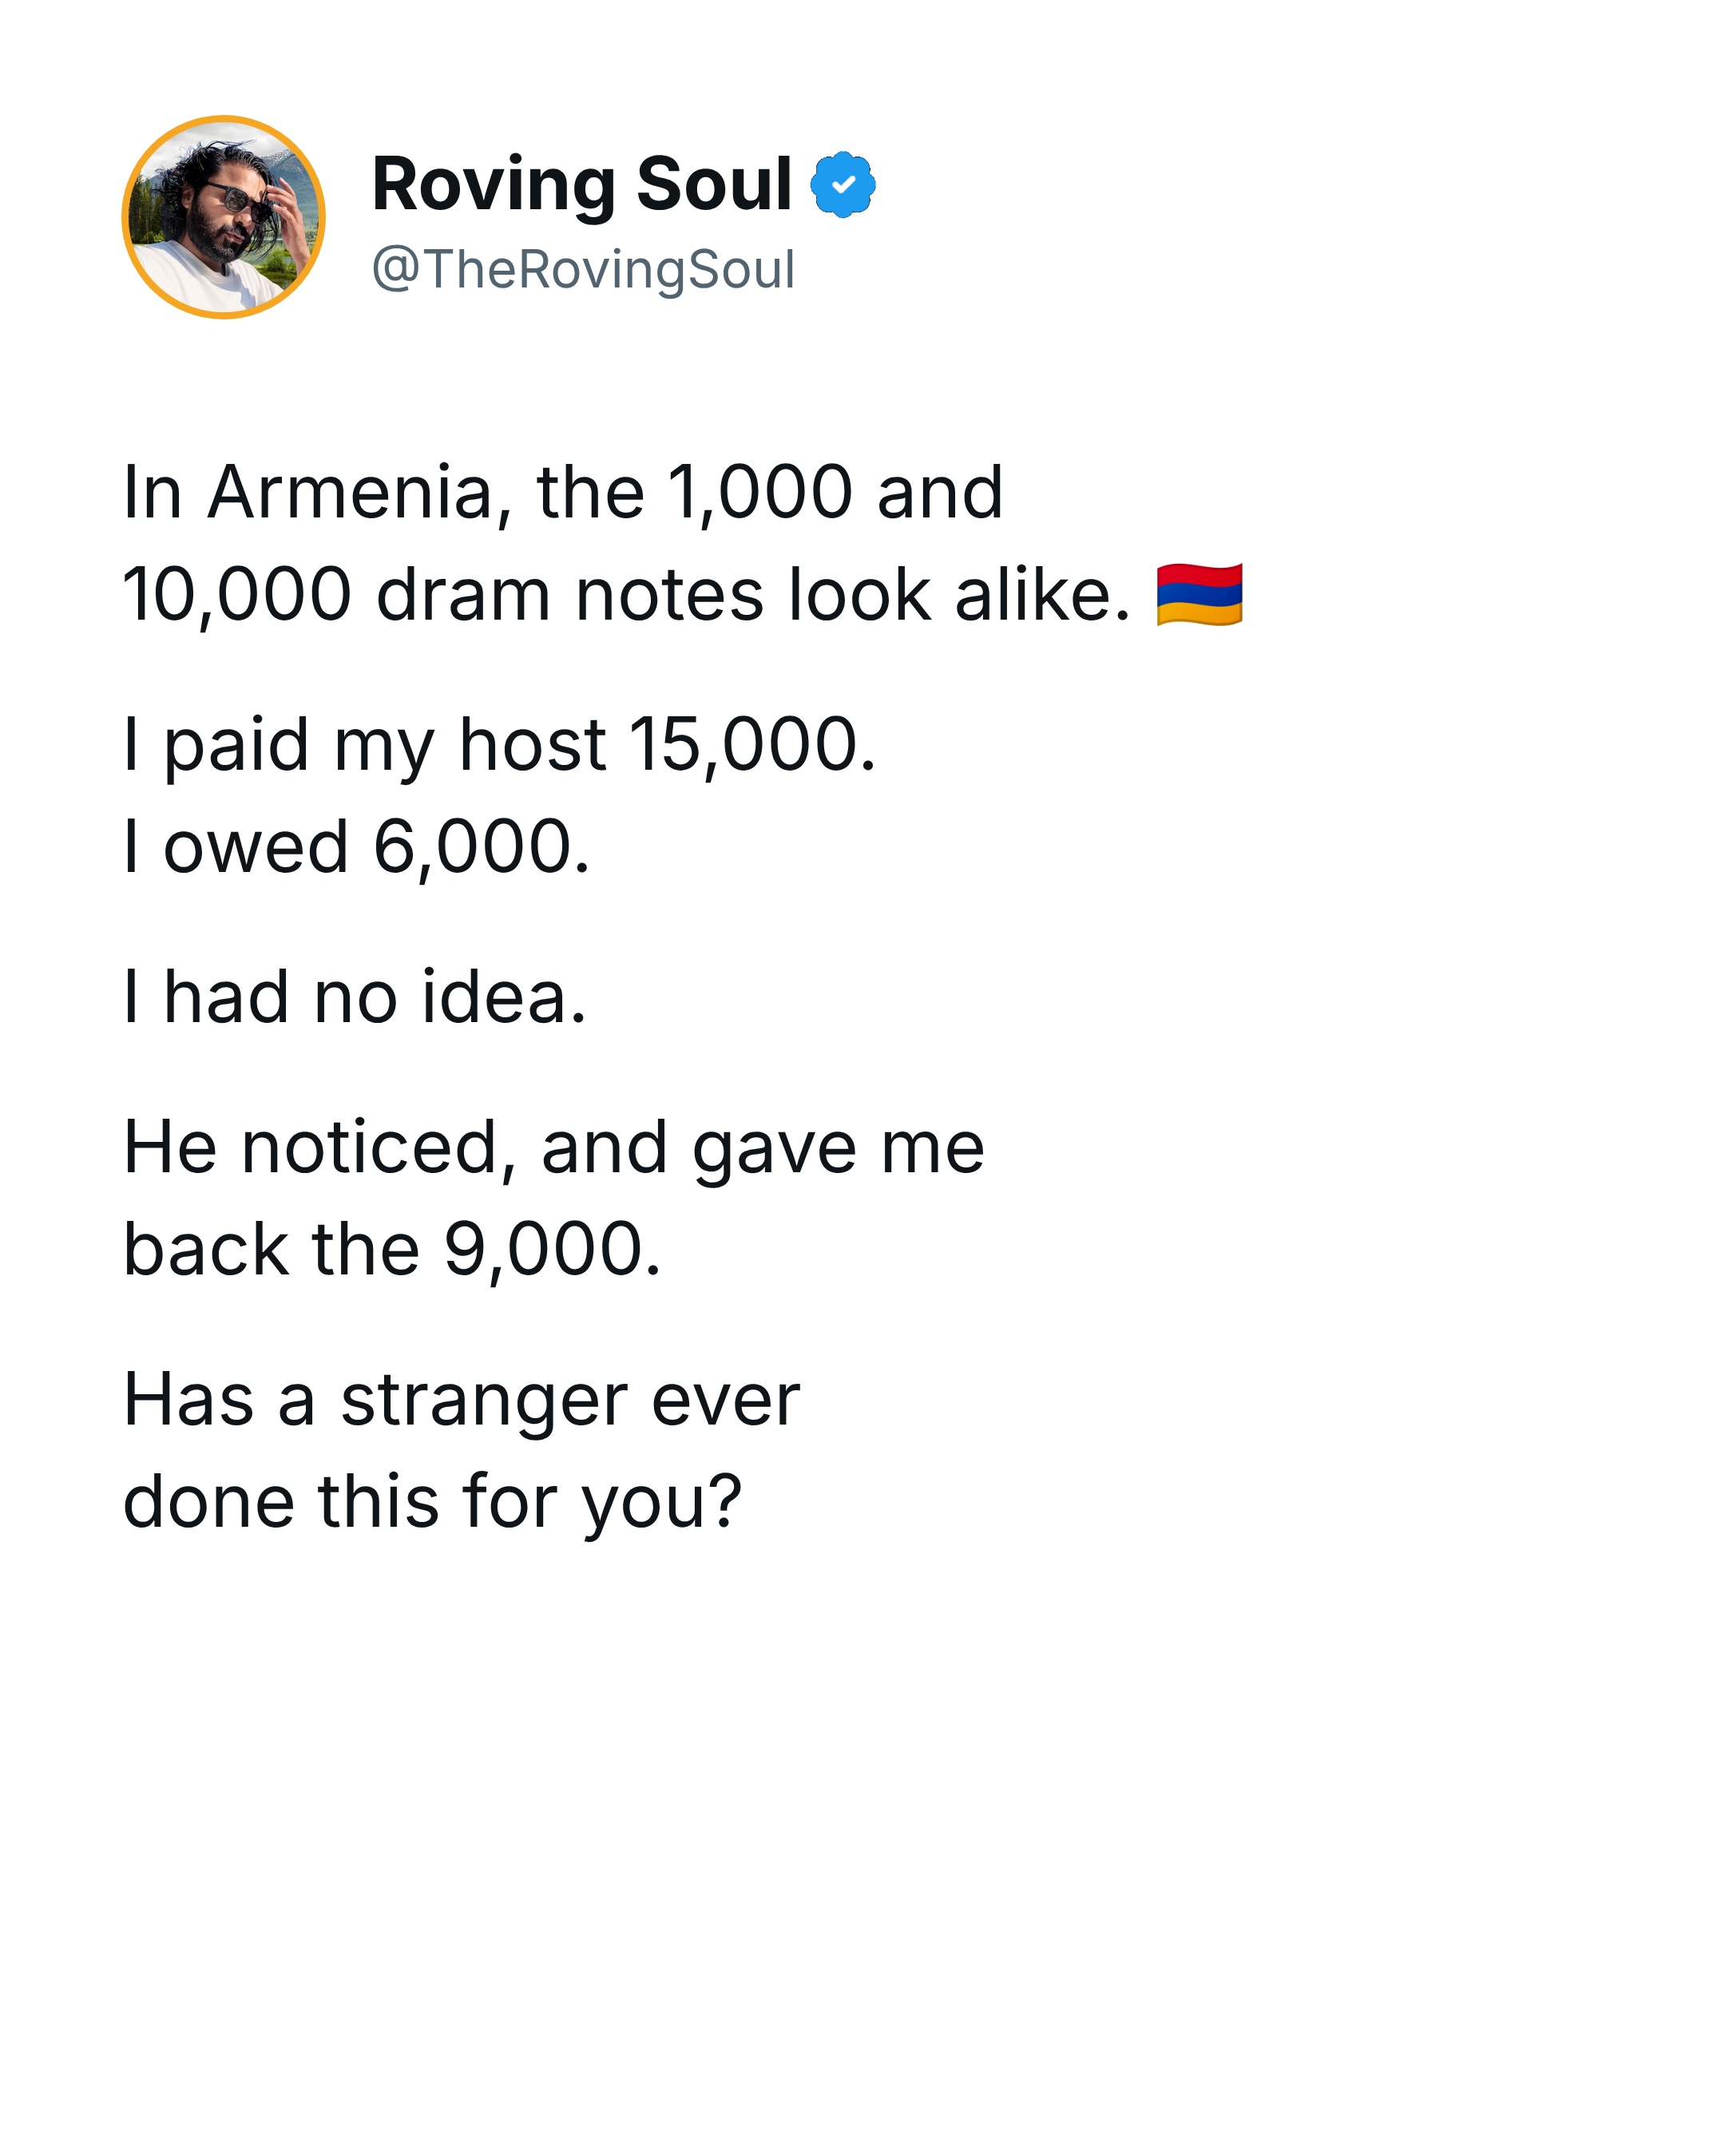 Roving Soul
@TheRovingSoul
In Armenia, the 1,000 and
10,000 dram notes look alike. 🇦🇲
I paid my host 15,000.
I owed 6,000.
I had no idea.
He noticed, and gave me
back the 9,000.
Has a stranger ever
done this for you?